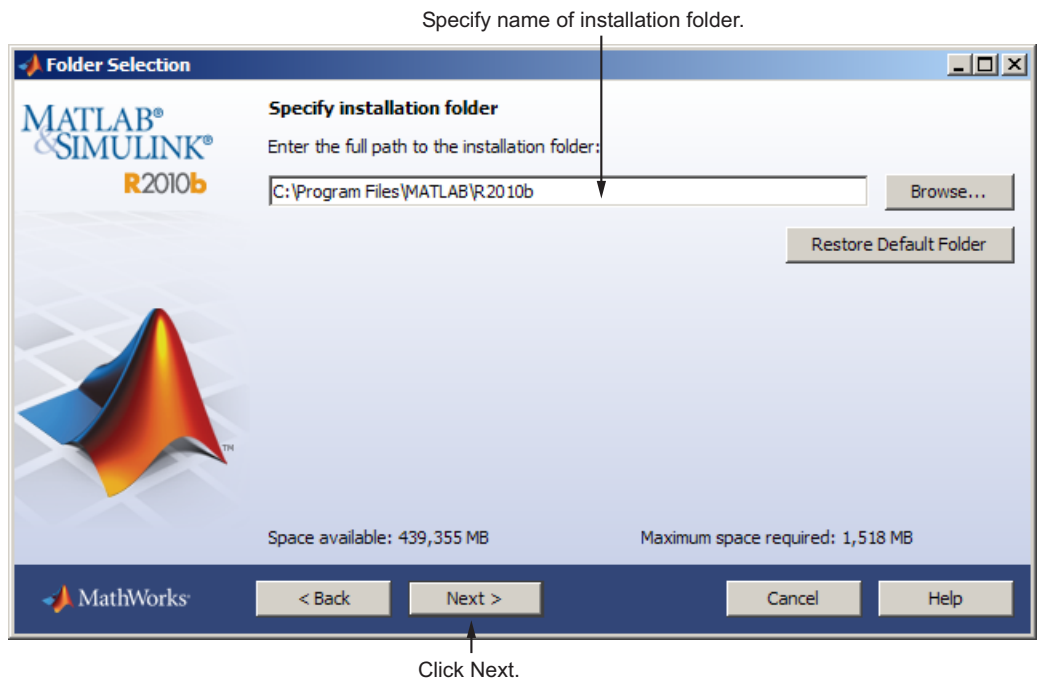 Specify name of installation folder.
Folder Selection
MATLAB®
&SIMULINK®
R2010b
Specify installation folder
Enter the full path to the installation folder:
C:\Program Files\MATLAB\R2010b
Browse...
Restore Default Folder
TM
Space available: 439,355 MB
Maximum space required: 1,518 MB
MathWorks
< Back
Next >
Cancel
Help
Click Next.